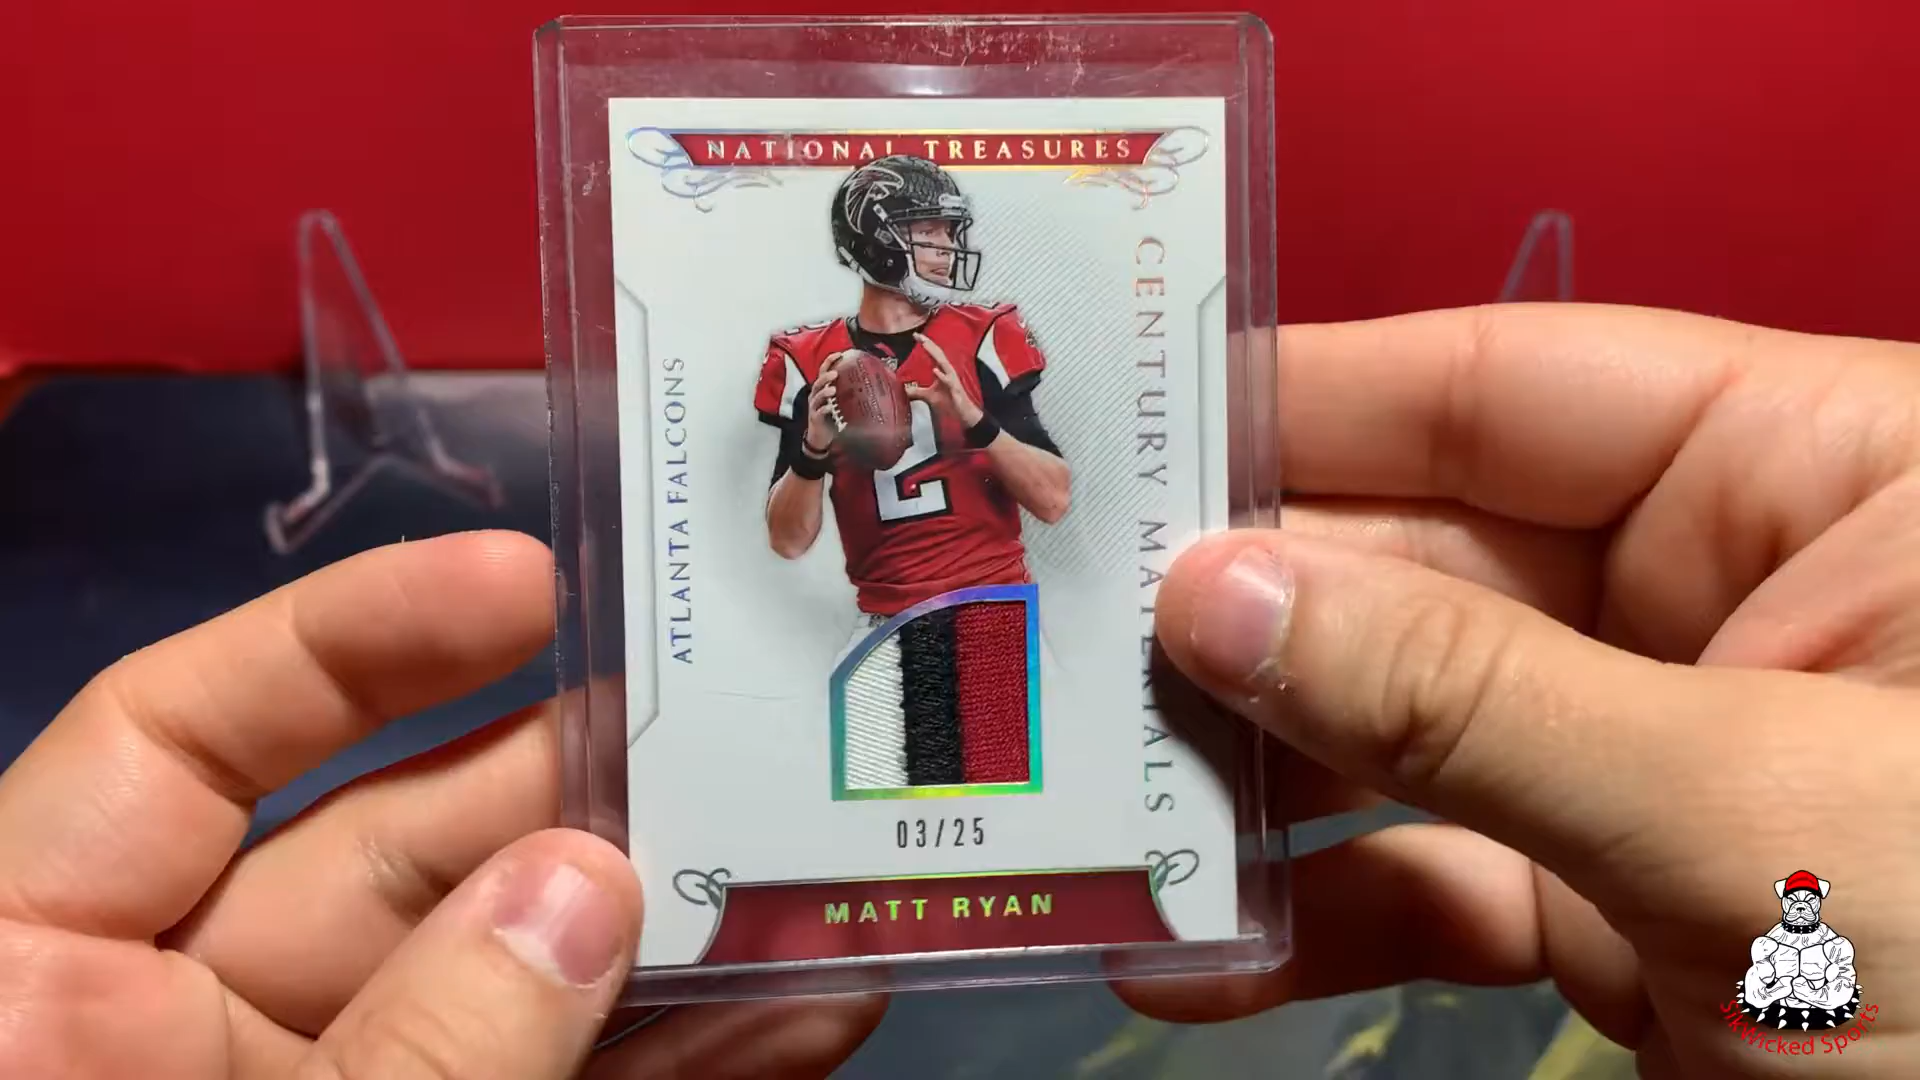 NATIONAL TREASURES
CENTURY MATERIALS
ATLANTA FALCONS
2
03/25
MATT RYAN
SikWicked Sports